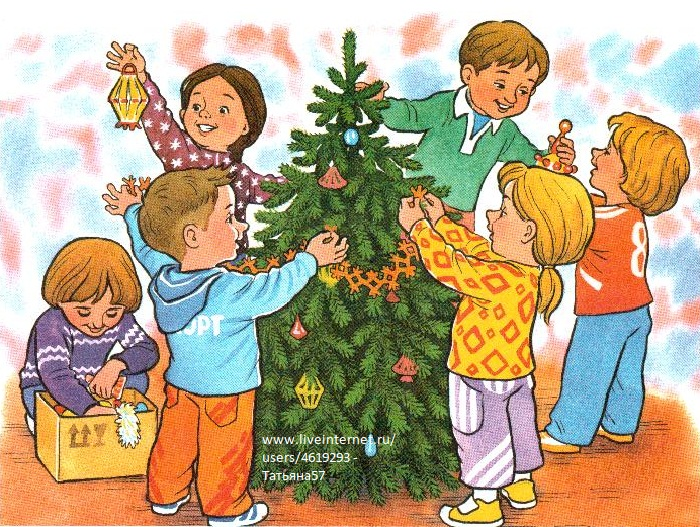 ОРТ
8
www.liveinternet.ru/
users/4619293 -
Татьяна57